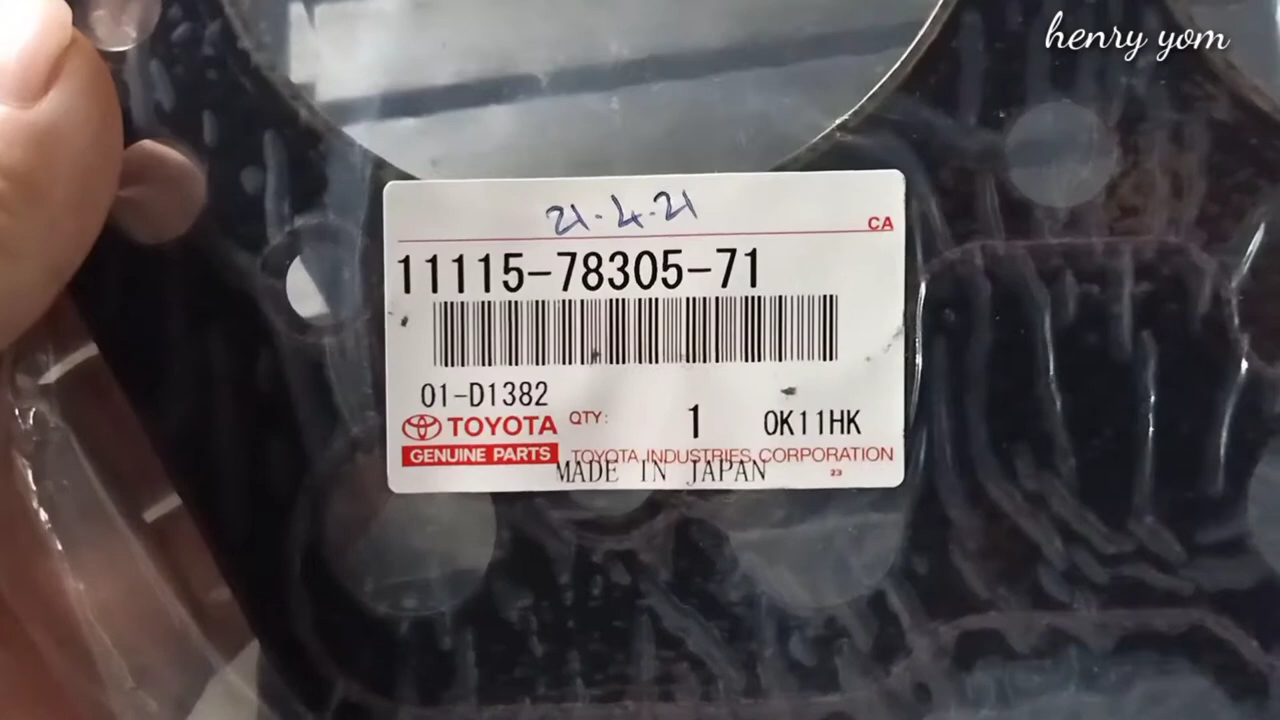 henry yom
21-4-21
CA
11115-78305-71
01-D1382
TOYOTA QTY: 1 0K11HK
GENUINE PARTS TOYOTA INDUSTRIES CORPORATION
MADE IN JAPAN 23